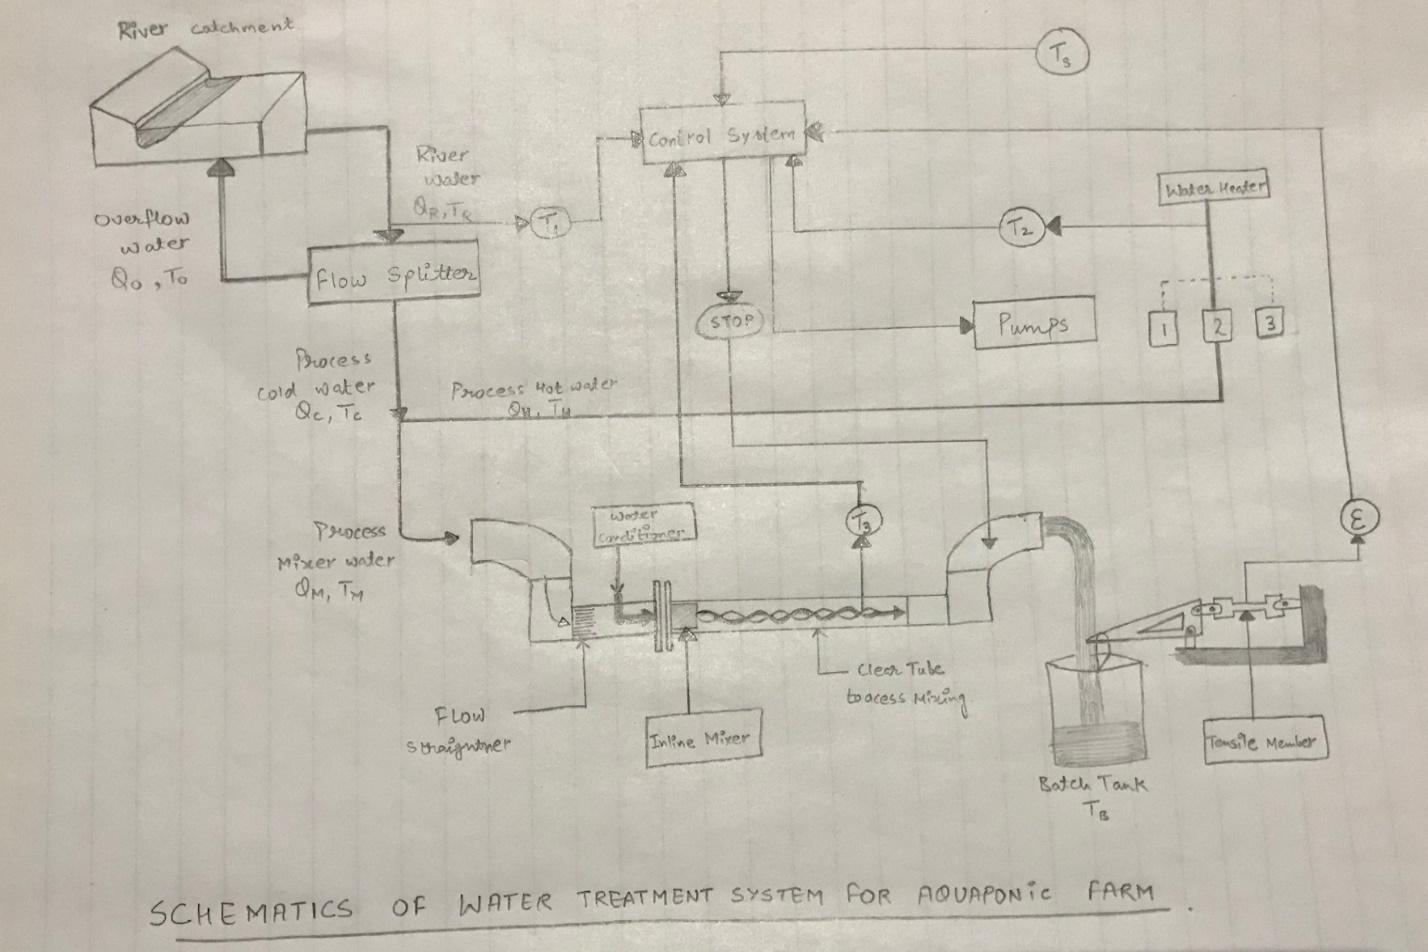 River catchment
T3
Control System
River
water
QR, TR
T1
Water Heater
Overflow
water
Qo, To
T2
Flow Splitter
STOP
Pumps
1
2
3
Process
cold water
Qc, Tc
Process Hot water
QH, TH
Process
Mixer water
QM, TM
Water
Conditioner
T3
Ɛ
Flow
straightner
Inline Mixer
Clear Tube
to acess Mixing
Tensile Member
Batch Tank
TB
SCHEMATICS OF WATER TREATMENT SYSTEM FOR AQUAPONIC FARM.